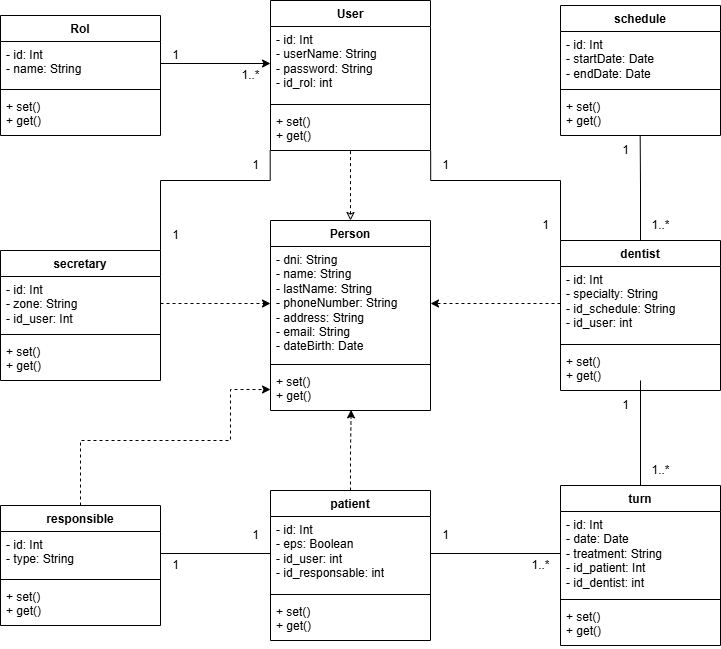 Rol
- id: Int
- name: String
+ set()
+ get()
1
1..*
User
- id: Int
- userName: String
- password: String
- id_rol: int
+ set()
+ get()
schedule
- id: Int
- startDate: Date
- endDate: Date
+ set()
+ get()
1
1
1
1
1
1..*
secretary
- id: Int
- zone: String
- id_user: Int
+ set()
+ get()
Person
- dni: String
- name: String
- lastName: String
- phoneNumber: String
- address: String
- email: String
- dateBirth: Date
+ set()
+ get()
dentist
- id: Int
- specialty: String
- id_schedule: String
- id_user: int
+ set()
+ get()
1
1..*
responsible
- id: Int
- type: String
+ set()
+ get()
1
1
patient
- id: Int
- eps: Boolean
- id_user: int
- id_responsable: int
+ set()
+ get()
1
1..*
turn
- id: Int
- date: Date
- treatment: String
- id_patient: Int
- id_dentist: int
+ set()
+ get()